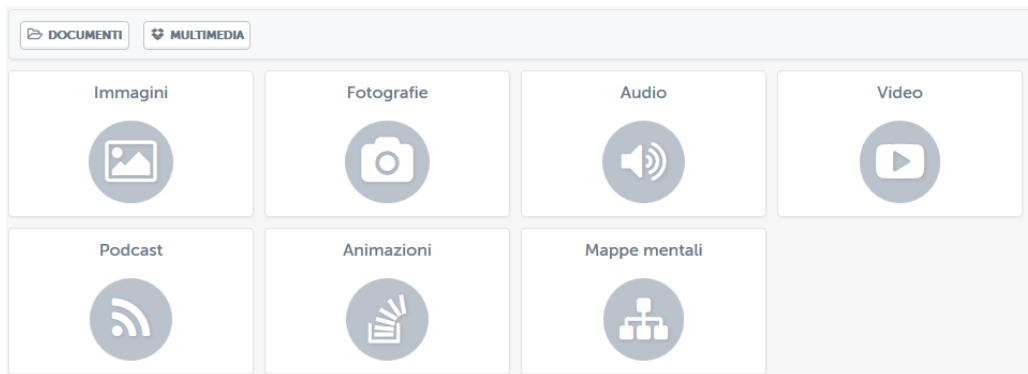 DOCUMENTI MULTIMEDIA
Immagini
Fotografie
Audio
Video
Podcast
Animazioni
Mappe mentali